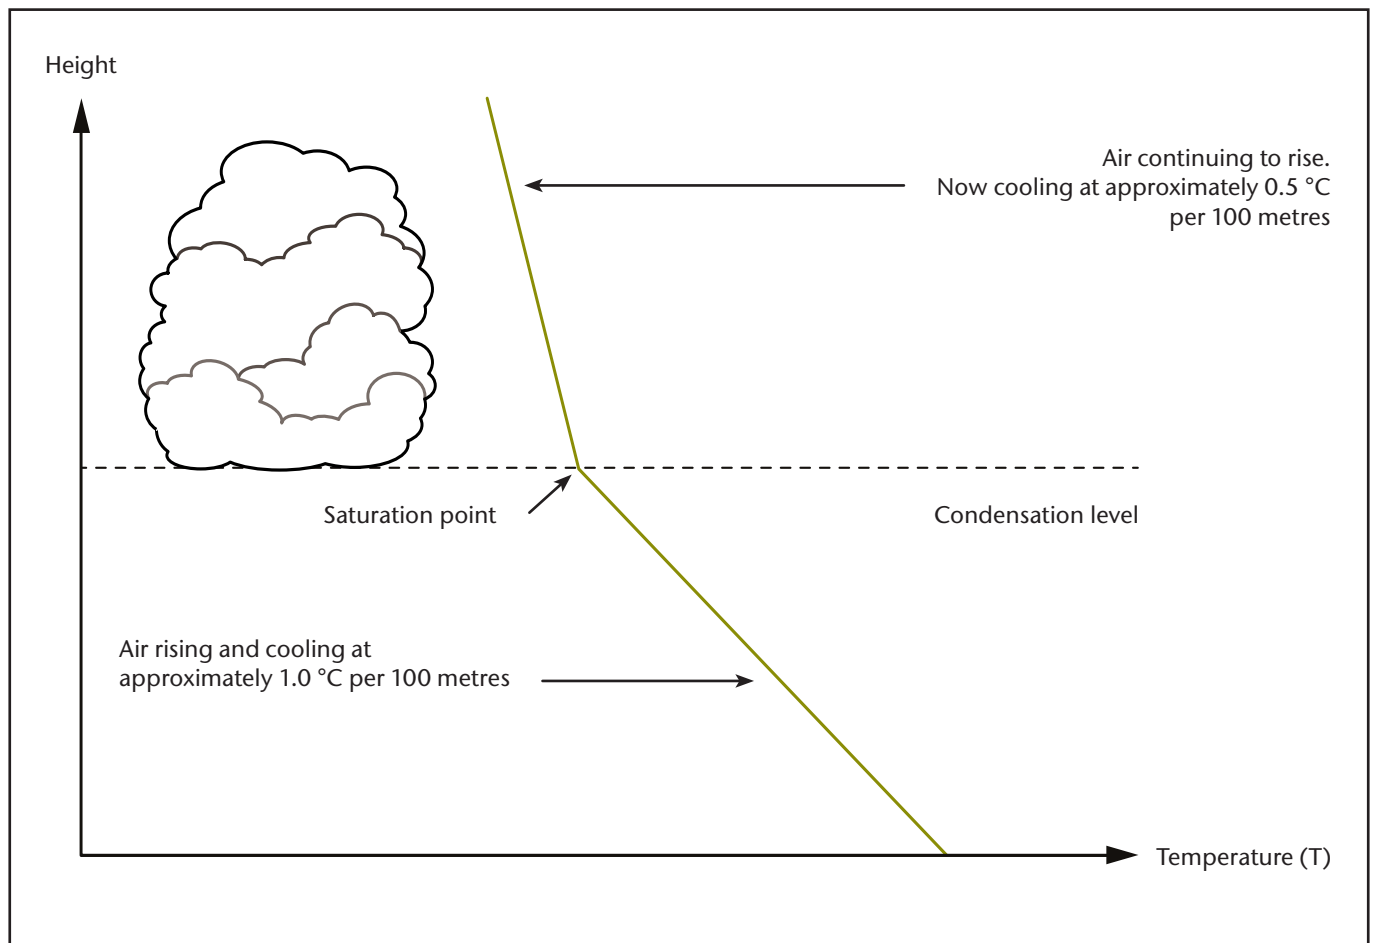 Height
Air continuing to rise.
Now cooling at approximately 0.5 °C
per 100 metres
Saturation point
Condensation level
Air rising and cooling at
approximately 1.0 °C per 100 metres
Temperature (T)